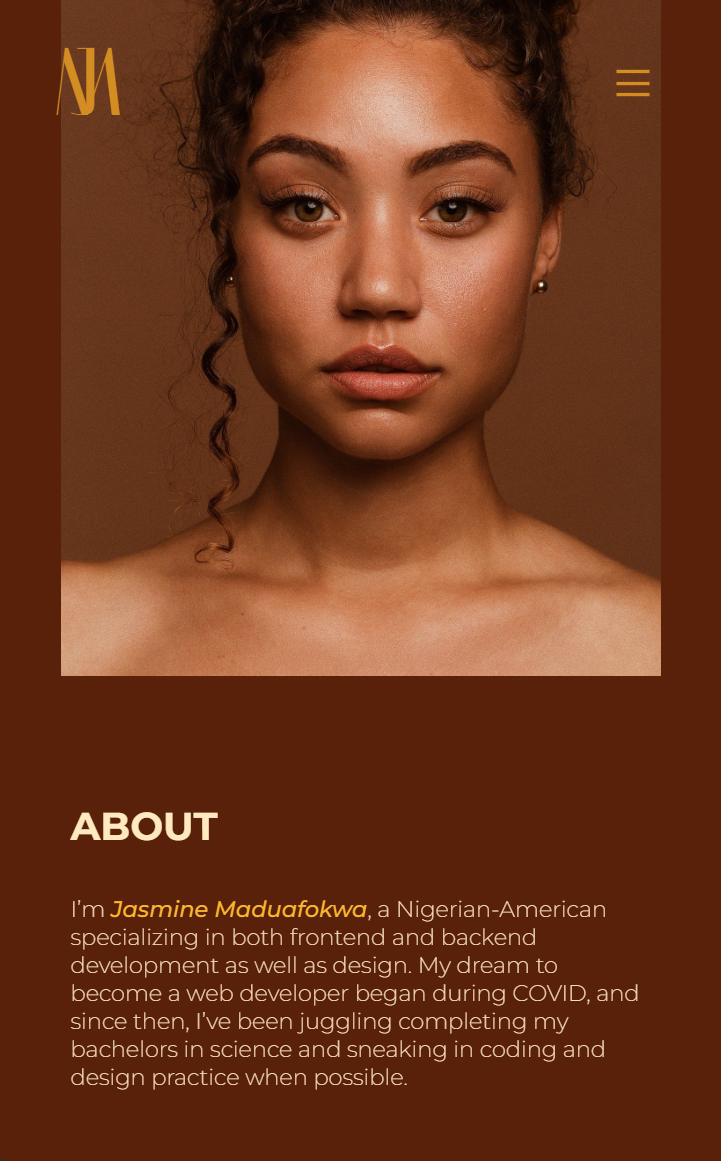 JM
ABOUT
I'm Jasmine Maduafokwa, a Nigerian-American
specializing in both frontend and backend
development as well as design. My dream to
become a web developer began during COVID, and
since then, I've been juggling completing my
bachelors in science and sneaking in coding and
design practice when possible.